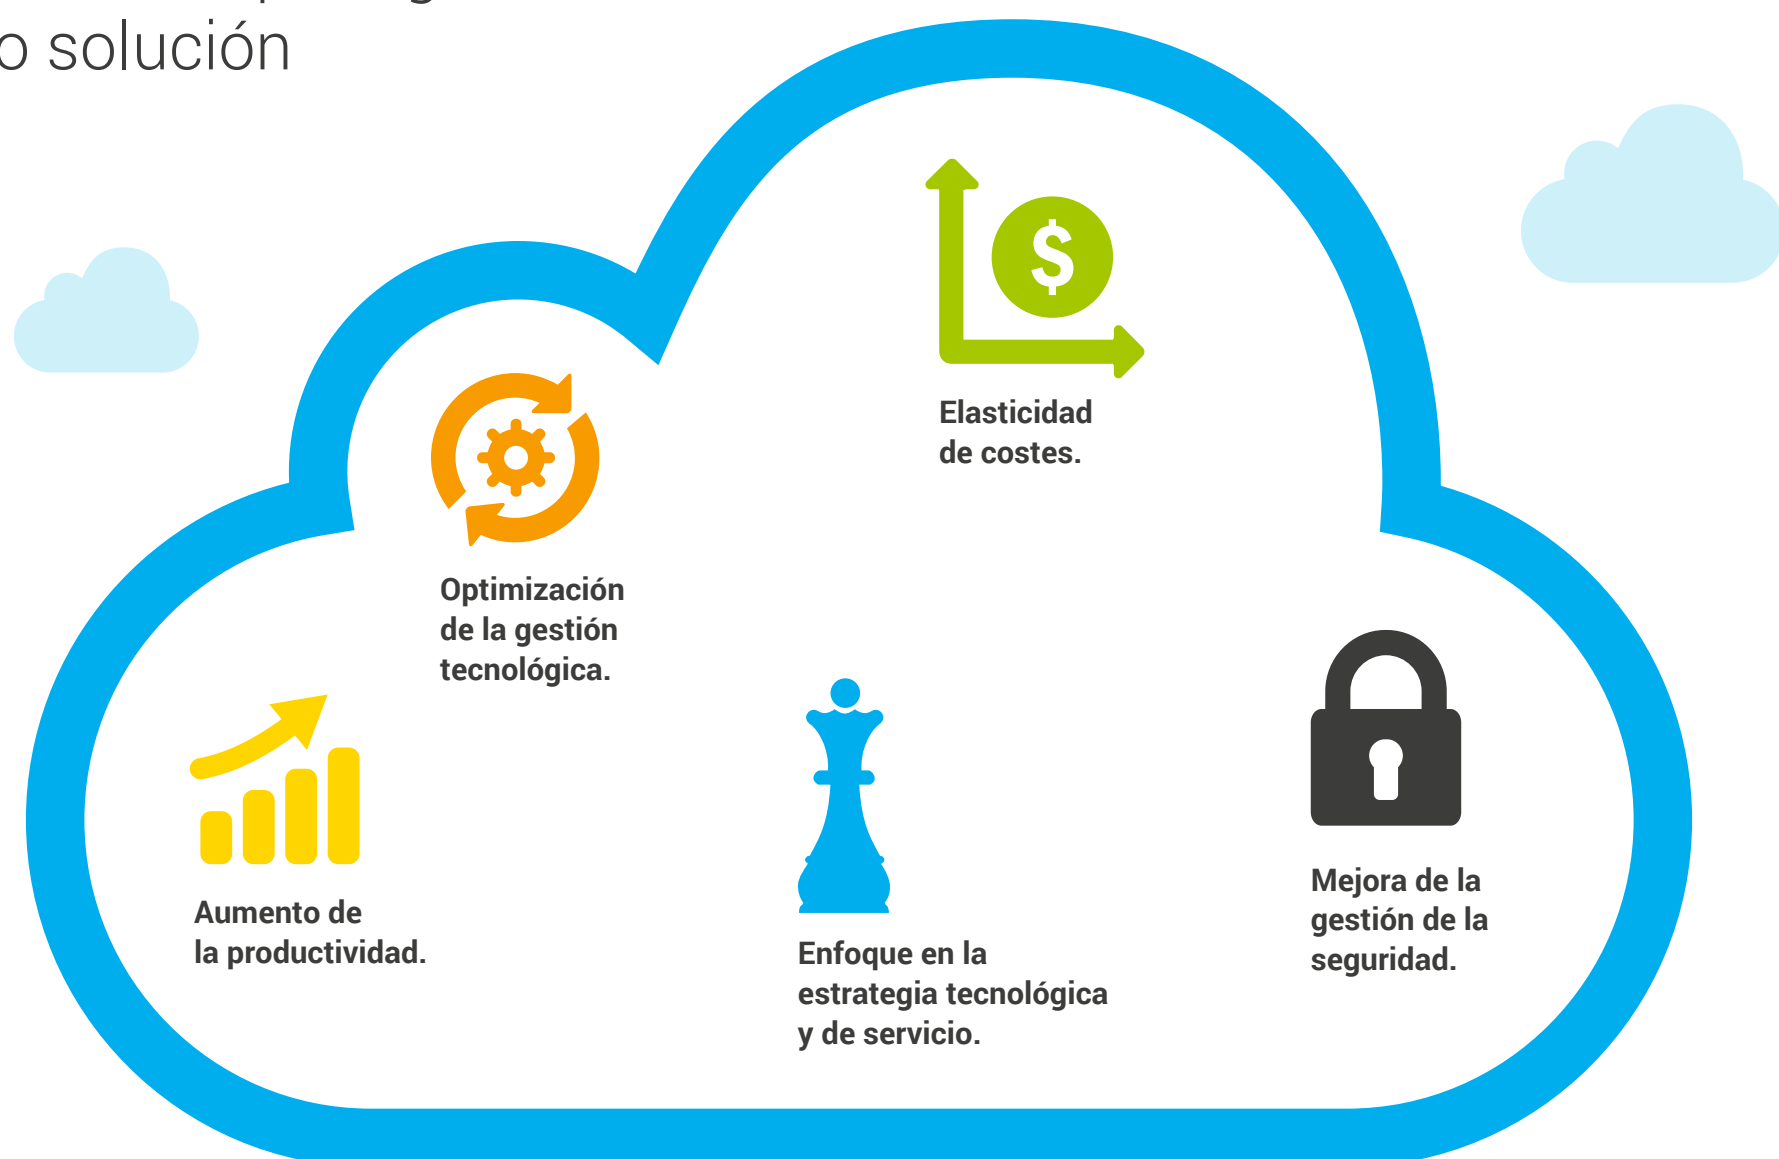 o solución
Elasticidad
de costes.
Optimización
de la gestión
tecnológica.
Aumento de
la productividad.
Enfoque en la
estrategia tecnológica
y de servicio.
Mejora de la
gestión de la
seguridad.